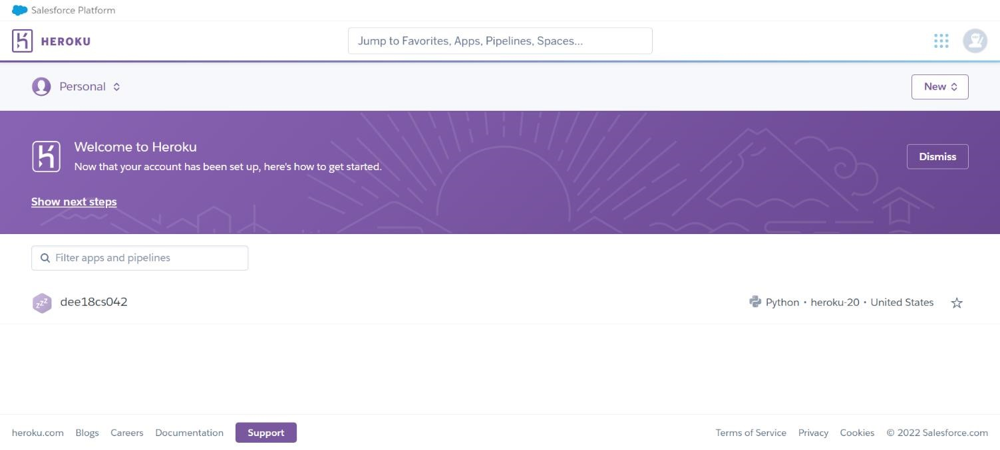 Salesforce Platform
HEROKU
Jump to Favorites, Apps, Pipelines, Spaces...
Personal
New
Welcome to Heroku
Now that your account has been set up, here's how to get started.
Dismiss
Show next steps
Filter apps and pipelines
zzz dee18cs042 Python • heroku-20 • United States
heroku.com Blogs Careers Documentation Support Terms of Service Privacy Cookies © 2022 Salesforce.com